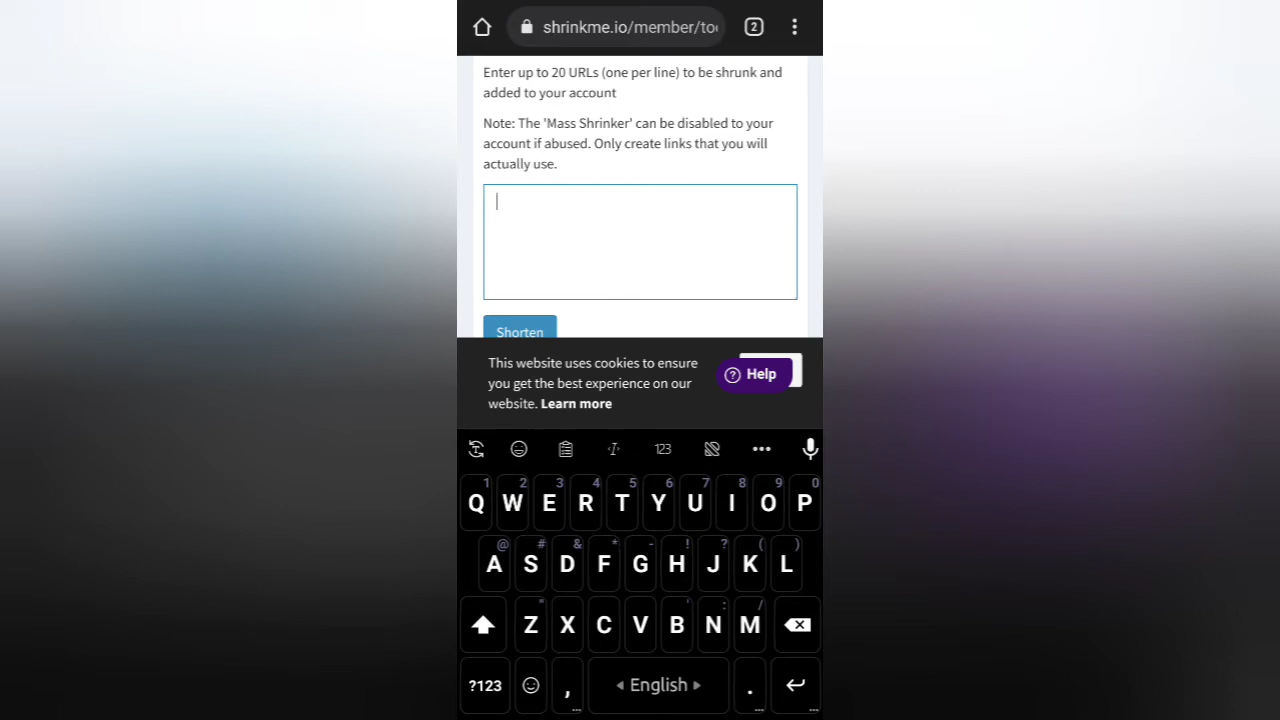 shrinkme.io/member/too
2
Enter up to 20 URLs (one per line) to be shrunk and
added to your account
Note: The 'Mass Shrinker' can be disabled to your
account if abused. Only create links that you will
actually use.
Shorten
This website uses cookies to ensure
you get the best experience on our
website. Learn more
? Help
123
1 2 3 4 5 6 7 8 9 0
Q W E R T Y U I O P
@ # & * - ! ? ( )
A S D F G H J K L
" ' : /
Z X C V B N M
?123 , ◂ English ▸ .
... ... ...